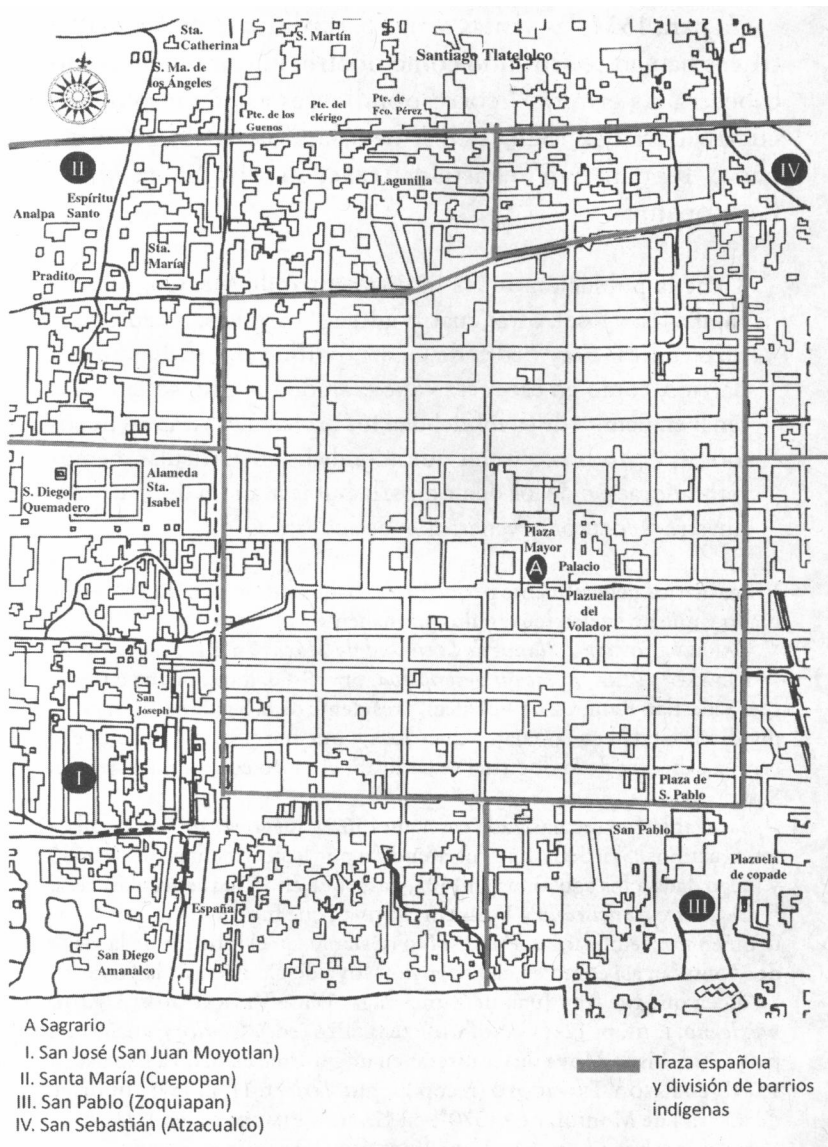 Sta.
Catherina
S. Martín
Santiago Tlatelolco
S. Ma. de
los Ángeles
Pte. de los
Guenos
Pte. del
clérigo
Pte. de
Fco. Pérez
II
IV
Espíritu
Santo
Lagunilla
Analpa
Sta.
María
Pradito
S. Diego
Quemadero
Alameda
Sta.
Isabel
Plaza
Mayor
A
Palacio
Plazuela
del
Volador
San
Joseph
I
Plaza de
S. Pablo
San Pablo
Plazuela
de copade
España
III
San Diego
Amanalco
A Sagrario
I. San José (San Juan Moyotlan)
II. Santa María (Cuepopan)
III. San Pablo (Zoquiapan)
IV. San Sebastián (Atzacualco)
Traza española
y división de barrios
indígenas